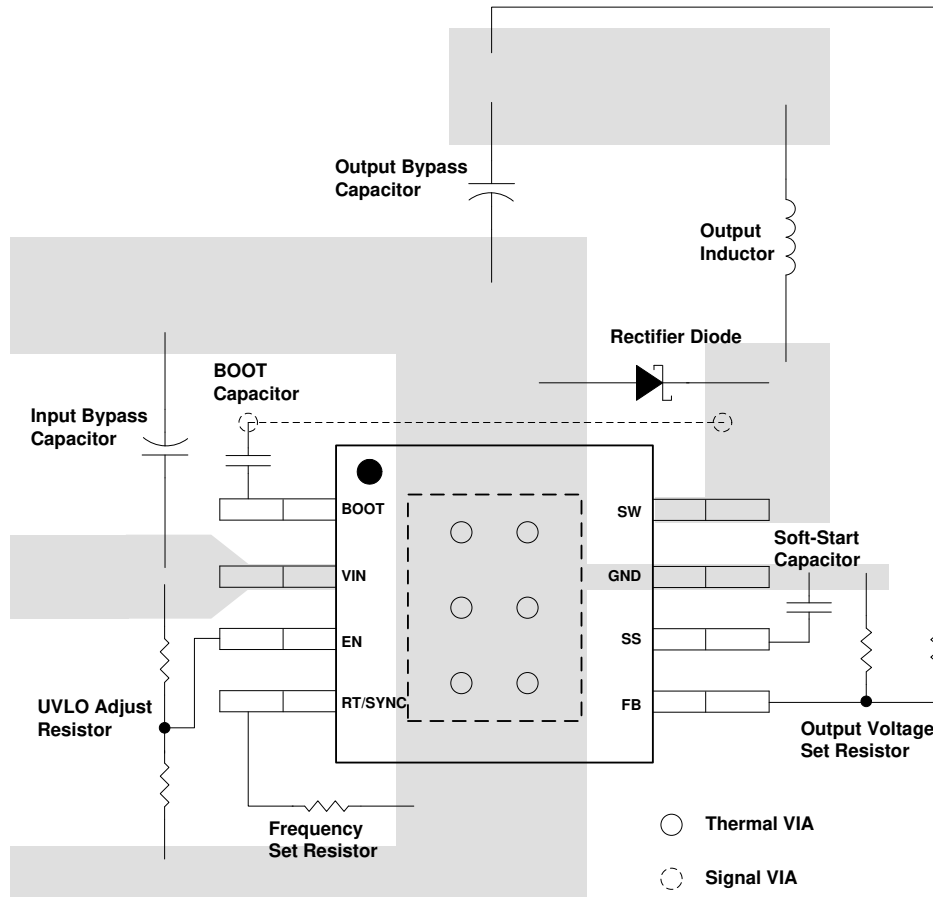 Output Bypass
Capacitor
Output
Inductor
Rectifier Diode
BOOT
Capacitor
Input Bypass
Capacitor
BOOT
SW
Soft-Start
Capacitor
VIN
GND
EN
SS
UVLO Adjust
Resistor
RT/SYNC
FB
Output Voltage
Set Resistor
Frequency
Set Resistor
Thermal VIA
Signal VIA